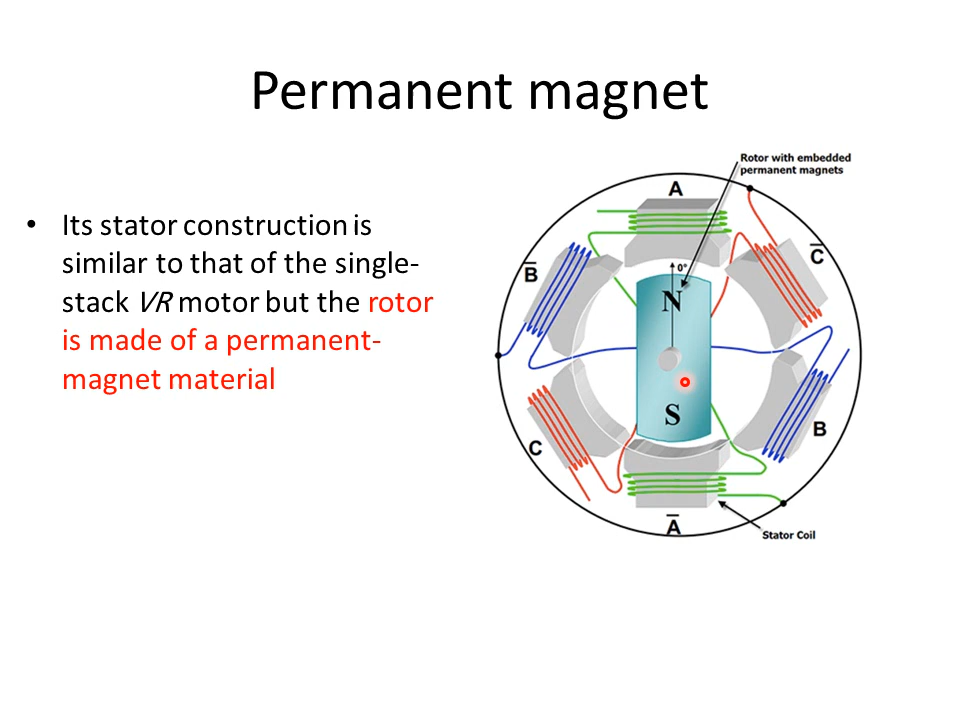 Permanent magnet
• Its stator construction is
similar to that of the single-
stack VR motor but the rotor
is made of a permanent-
magnet material
Rotor with embedded
permanent magnets
A
B̅
C̅
0°
N
S
C
B
A̅
Stator Coil